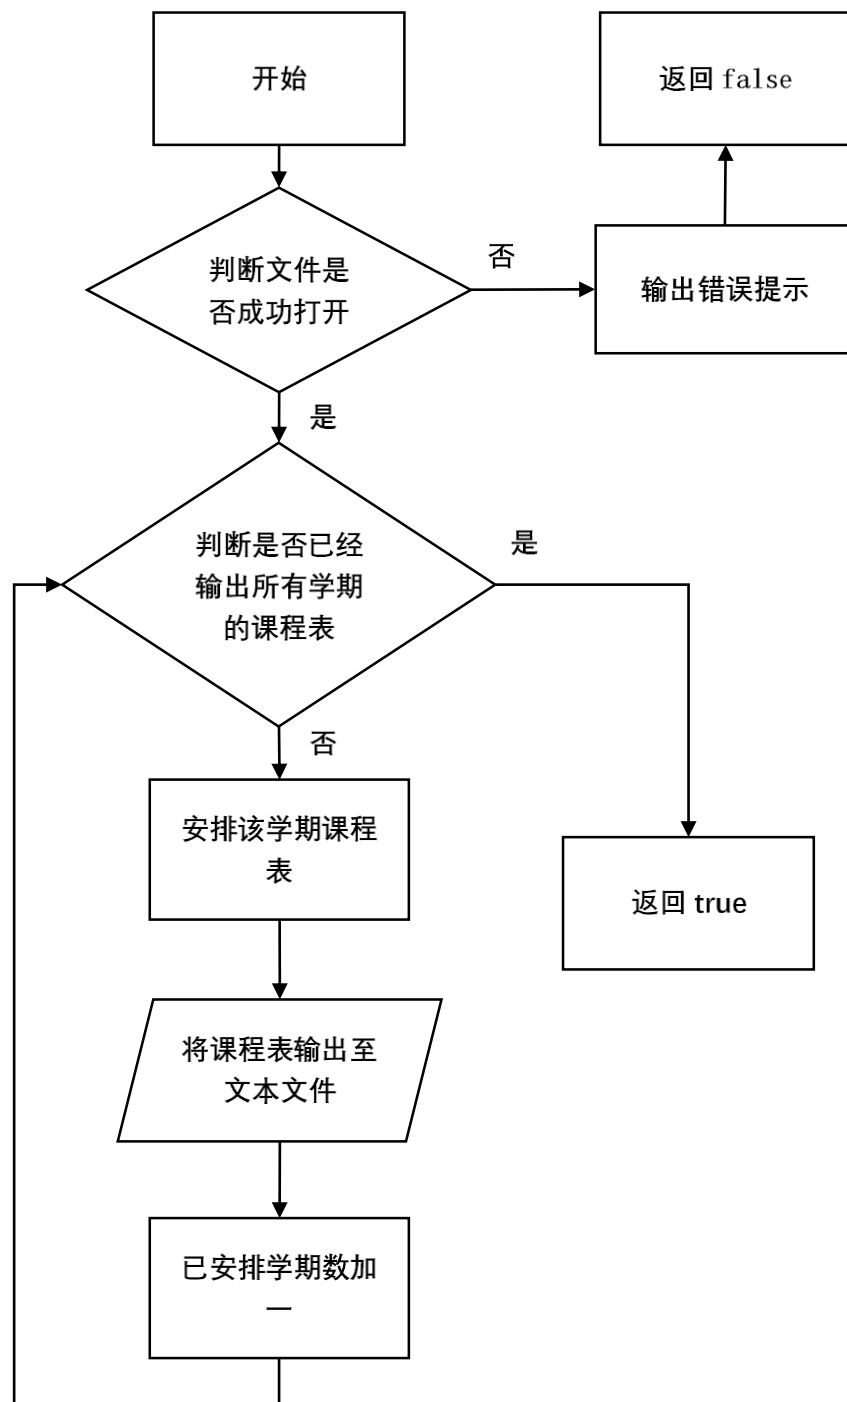 开始
返回 false
判断文件是
否成功打开
否
输出错误提示
是
判断是否已经
输出所有学期
的课程表
是
否
安排该学期课程
表
返回 true
将课程表输出至
文本文件
已安排学期数加
一